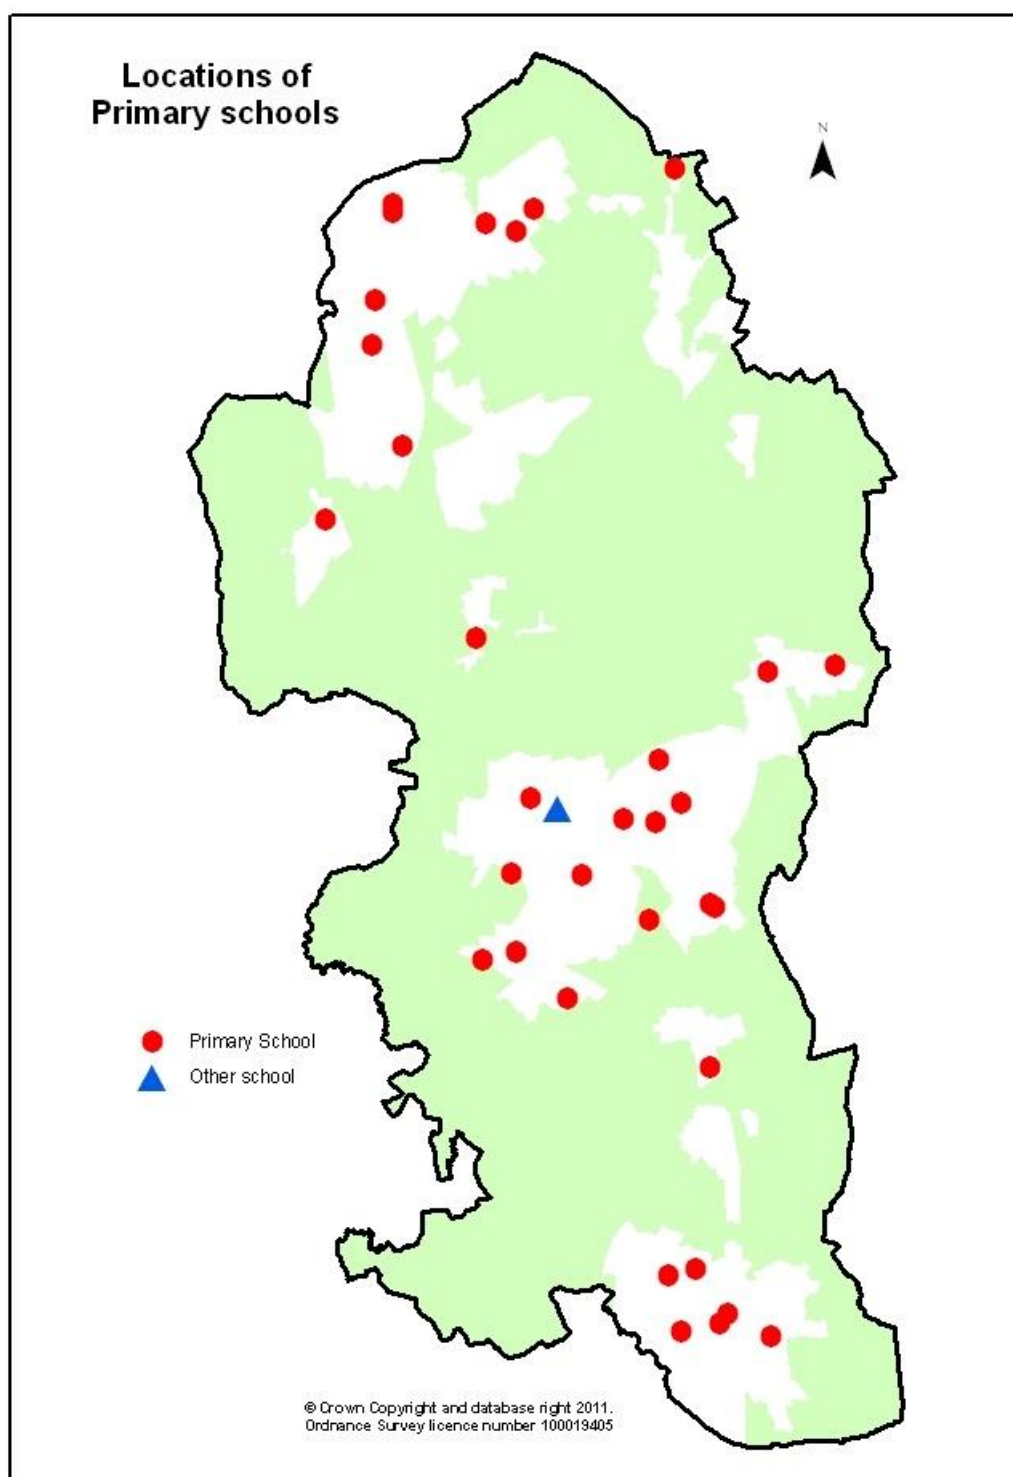 Locations of
Primary schools
N
Primary School
Other school
© Crown Copyright and database right 2011.
Ordnance Survey licence number 100019405